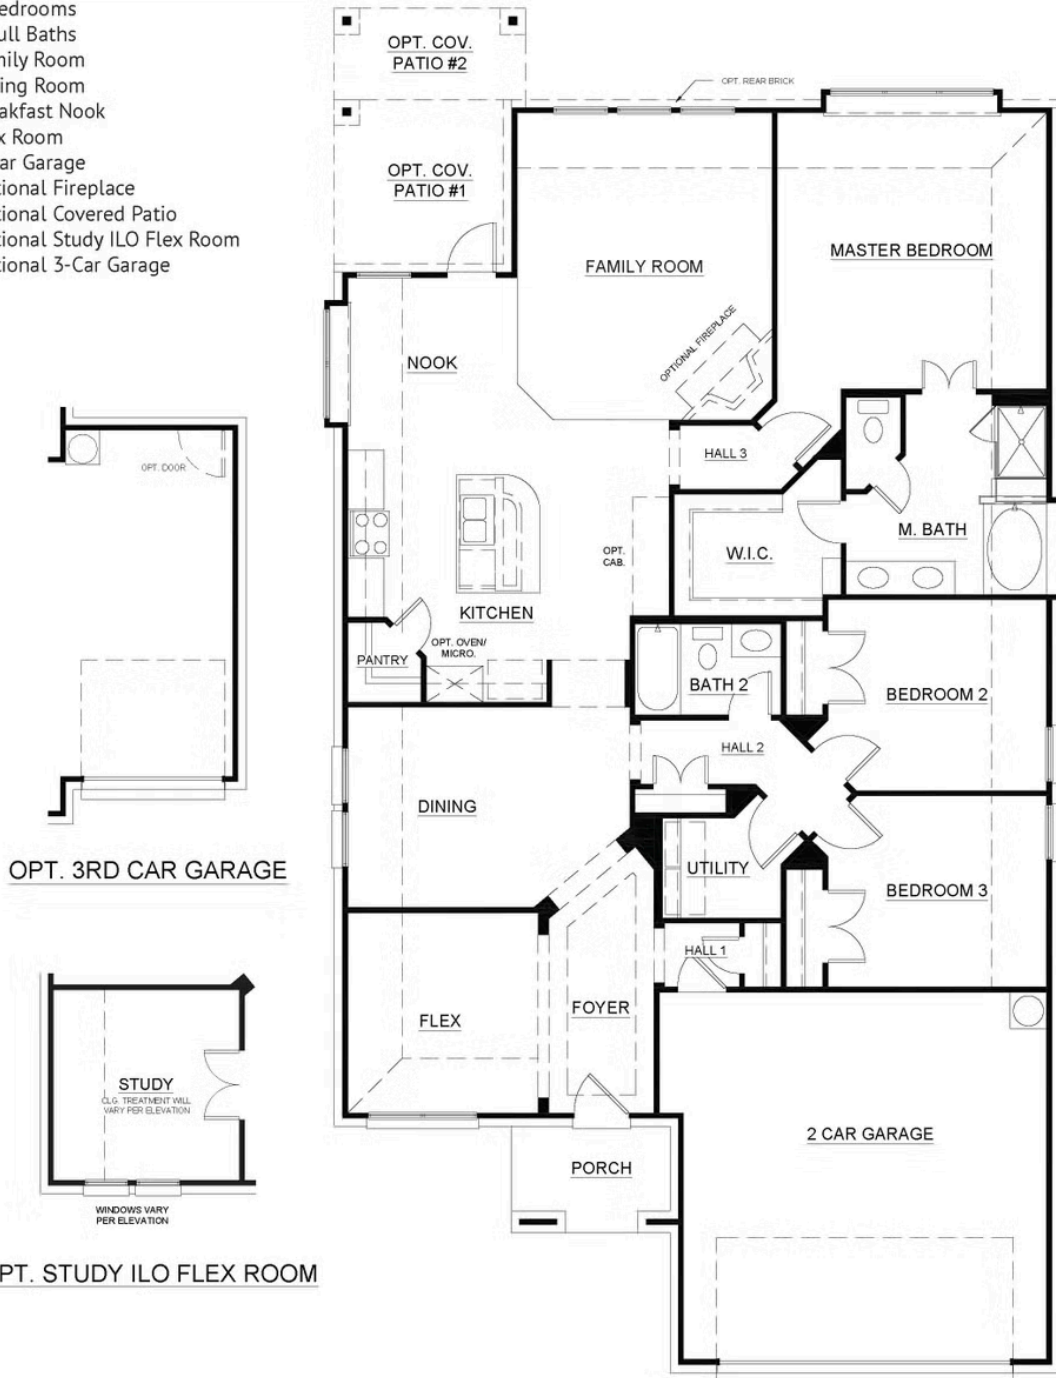 edrooms
ull Baths
mily Room
ing Room
akfast Nook
x Room
ar Garage
tional Fireplace
tional Covered Patio
tional Study ILO Flex Room
tional 3-Car Garage
OPT. COV.
PATIO #2
OPT. REAR BRICK
OPT. COV.
PATIO #1
FAMILY ROOM
MASTER BEDROOM
OPTIONAL FIREPLACE
NOOK
HALL 3
OPT. DOOR
M. BATH
W.I.C.
OPT.
CAB.
KITCHEN
OPT. OVEN/
MICRO.
PANTRY
BATH 2
BEDROOM 2
HALL 2
DINING
OPT. 3RD CAR GARAGE
UTILITY
BEDROOM 3
HALL 1
FOYER
FLEX
STUDY
CLG. TREATMENT WILL
VARY PER ELEVATION
2 CAR GARAGE
PORCH
WINDOWS VARY
PER ELEVATION
PT. STUDY ILO FLEX ROOM